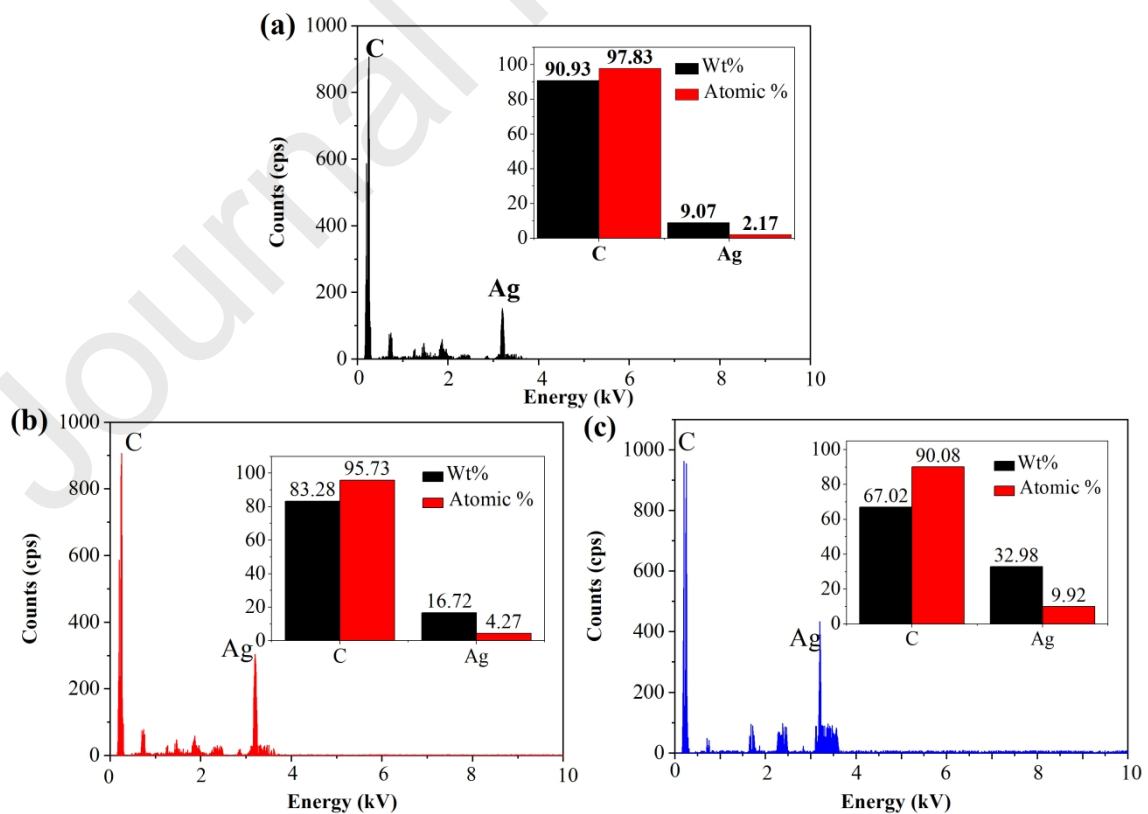 Journal
(a)
1000
800
600
400
200
0
Counts (cps)
C
Ag
0 2 4 6 8 10
Energy (kV)
100
80
60
40
20
0
90.93 97.83
9.07 2.17
C Ag
Wt%
Atomic %
(b)
1000
800
600
400
200
0
Counts (cps)
C
Ag
0 2 4 6 8 10
Energy (kV)
100
80
60
40
20
0
83.28 95.73
16.72 4.27
C Ag
Wt%
Atomic %
(c)
1000
800
600
400
200
0
Counts (cps)
C
Ag
0 2 4 6 8 10
Energy (kV)
100
80
60
40
20
0
67.02 90.08
32.98 9.92
C Ag
Wt%
Atomic %